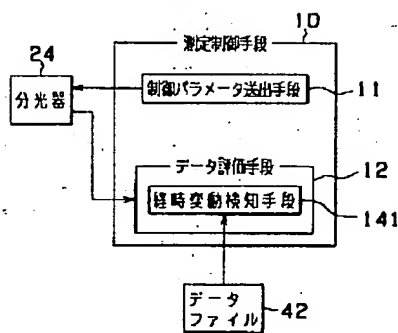 10
測定制御手段
24
分光器
制御パラメータ送出手段
11
データ評価手段
12
経時変動検知手段
141
データ
ファイル
42